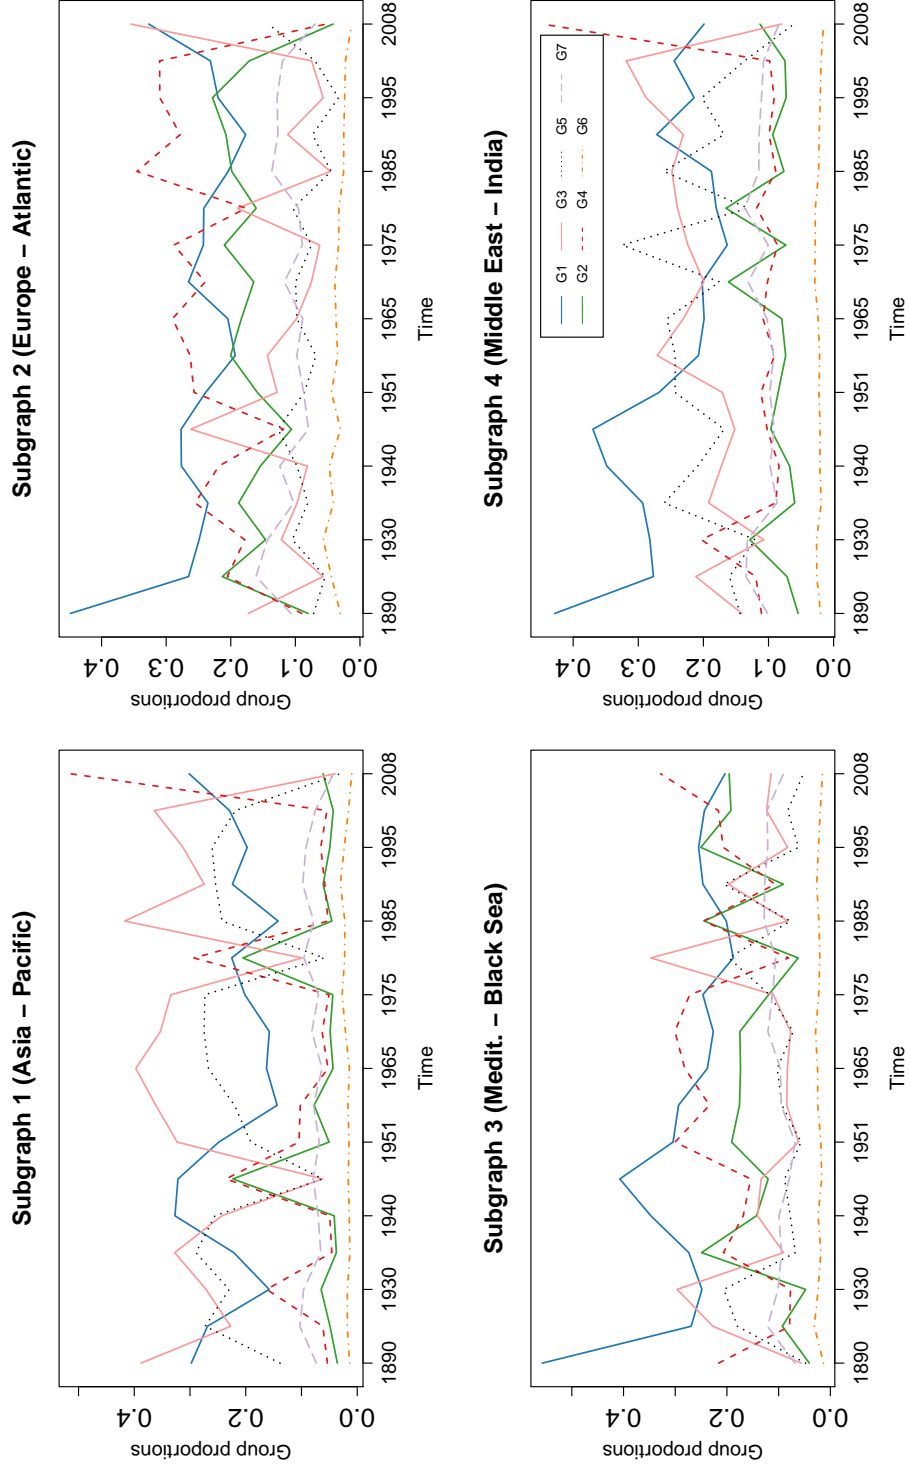 Subgraph 1 (Asia – Pacific)
Group proportions
0.0 0.2 0.4
1890 1930 1940 1951 1965 1975 1985 1995 2008
Time
Subgraph 2 (Europe – Atlantic)
Group proportions
0.0 0.1 0.2 0.3 0.4
1890 1930 1940 1951 1965 1975 1985 1995 2008
Time
Subgraph 3 (Medit. – Black Sea)
Group proportions
0.0 0.2 0.4
1890 1930 1940 1951 1965 1975 1985 1995 2008
Time
Subgraph 4 (Middle East – India)
Group proportions
0.0 0.1 0.2 0.3 0.4
1890 1930 1940 1951 1965 1975 1985 1995 2008
Time
G1 G3 G5 G7
G2 G4 G6